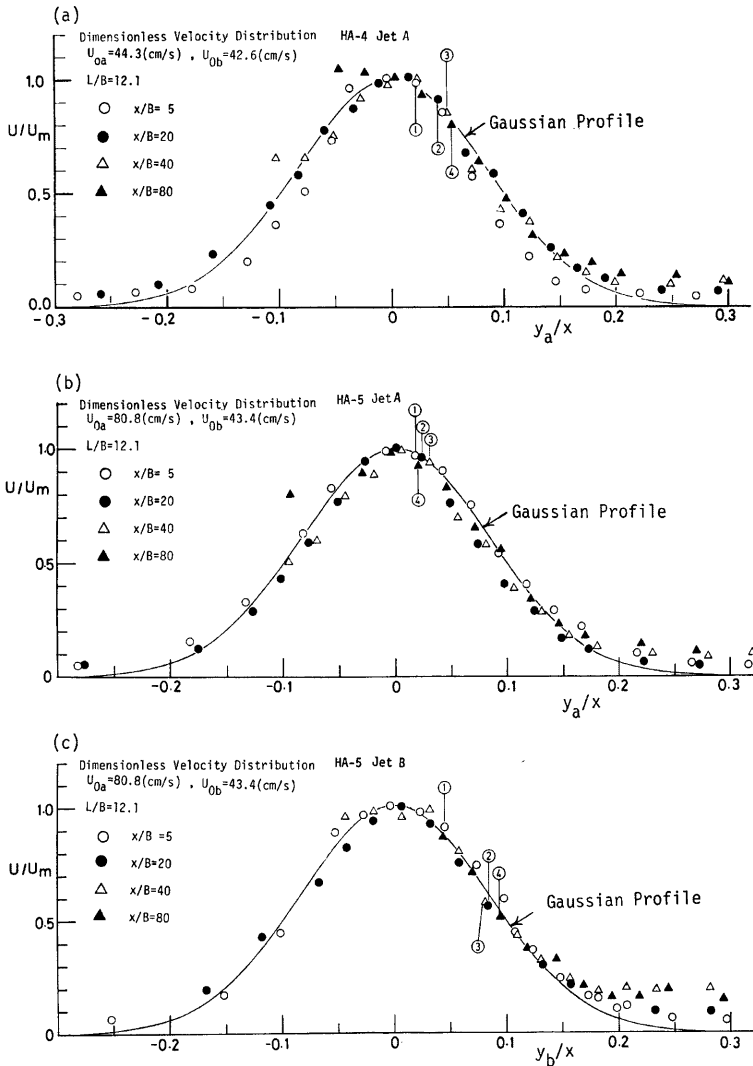 (a)
Dimensionless Velocity Distribution HA-4 Jet A
U0a=44.3(cm/s) , U0b=42.6(cm/s)
L/B=12.1
○ x/B= 5
● x/B=20
△ x/B=40
▲ x/B=80
U/Um
1.0
0.5
0.0
③
①
②
④
Gaussian Profile
-0.3 -0.2 -0.1 0 0.1 0.2 0.3
ya/x
(b)
Dimensionless Velocity Distribution HA-5 Jet A
U0a=80.8(cm/s) , U0b=43.4(cm/s)
L/B=12.1
○ x/B= 5
● x/B=20
△ x/B=40
▲ x/B=80
U/Um
1.0
0.5
0
①
②
③
④
Gaussian Profile
-0.2 -0.1 0 0.1 0.2 0.3
ya/x
(c)
Dimensionless Velocity Distribution HA-5 Jet B
U0a=80.8(cm/s) , U0b=43.4(cm/s)
L/B=12.1
○ x/B =5
● x/B=20
△ x/B=40
▲ x/B=80
U/Um
1.0
0.5
0
①
②
④
③
Gaussian Profile
-0.2 -0.1 0 0.1 0.2 0.3
yb/x